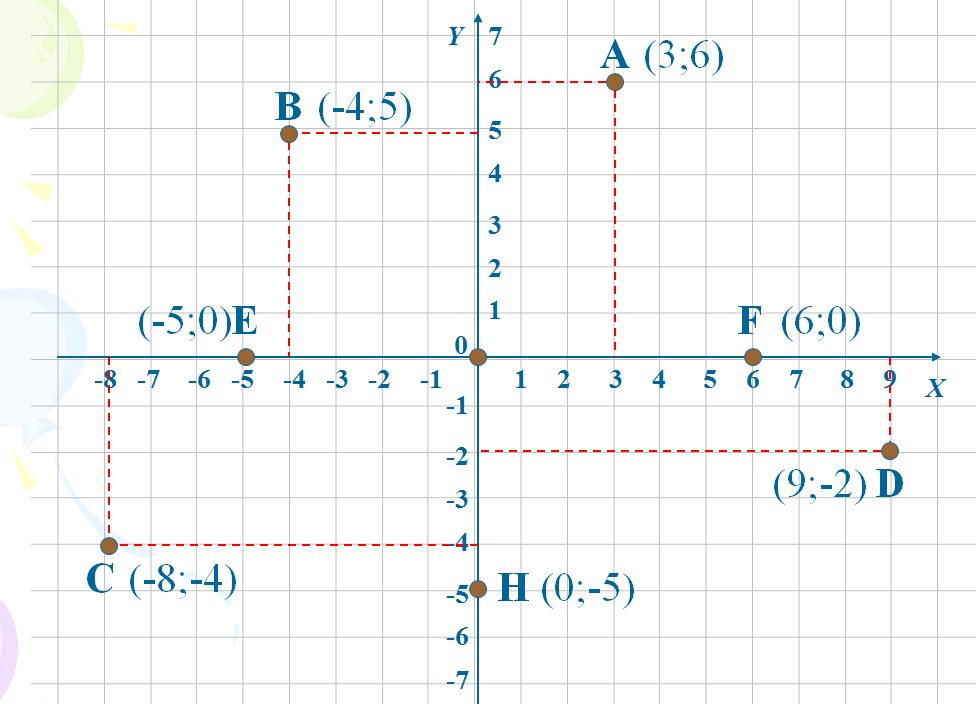 Y 7
A (3;6)
6
B (-4;5)
5
4
3
2
(-5;0)E
1
F (6;0)
0
-8 -7 -6 -5 -4 -3 -2 -1 1 2 3 4 5 6 7 8 9 X
-1
-2
(9;-2) D
-3
-4
C (-8;-4)
-5 H (0;-5)
-6
-7